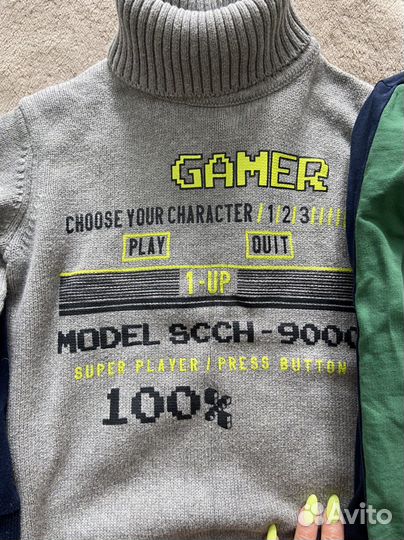 GAMER
CHOOSE YOUR CHARACTER /1/2/3/////
PLAY QUIT
1-UP
MODEL SCCH-9000
SUPER PLAYER / PRESS BUTTON
100%
Avito